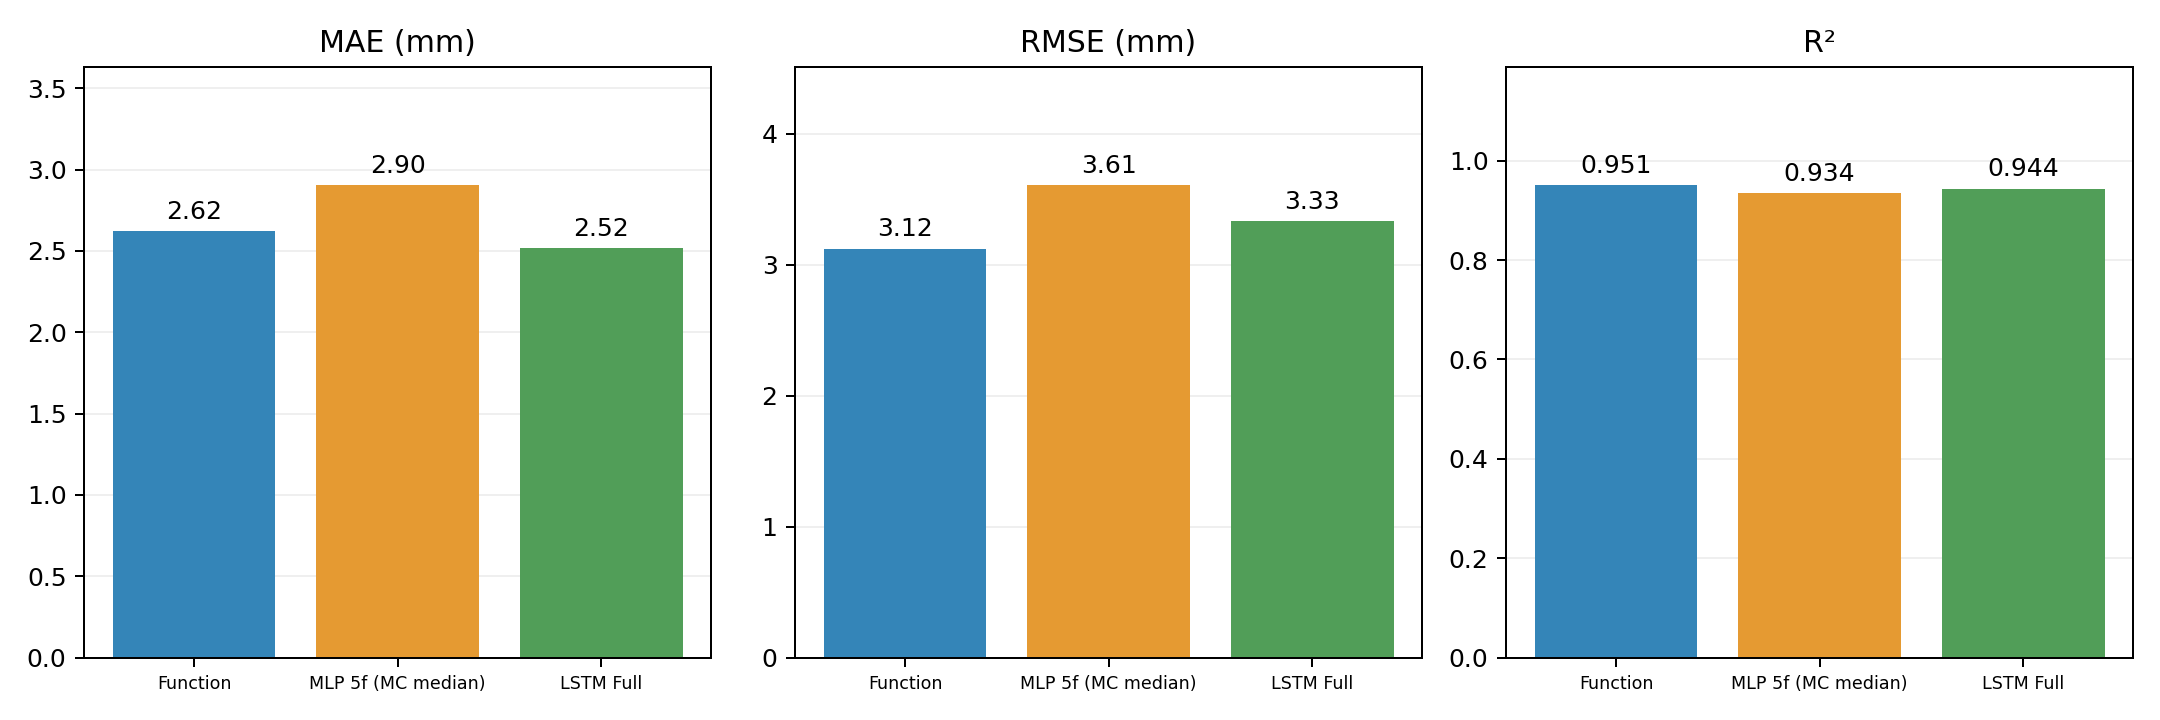 MAE (mm)
3.5
3.0
2.5
2.0
1.5
1.0
0.5
0.0
2.62
2.90
2.52
Function
MLP 5f (MC median)
LSTM Full
RMSE (mm)
4
3
2
1
0
3.12
3.61
3.33
Function
MLP 5f (MC median)
LSTM Full
R²
1.0
0.8
0.6
0.4
0.2
0.0
0.951
0.934
0.944
Function
MLP 5f (MC median)
LSTM Full